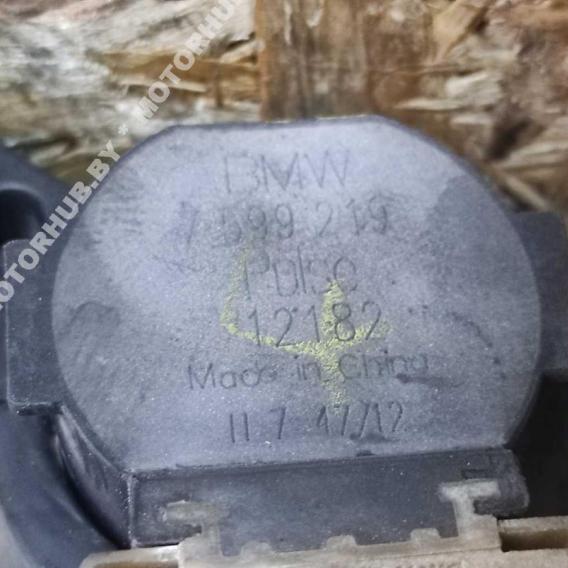 MOTORHUB.BY * MOTORHUB.BY
BMW
7 599 219
Pulse
12182
Made in China
11 7 47/12